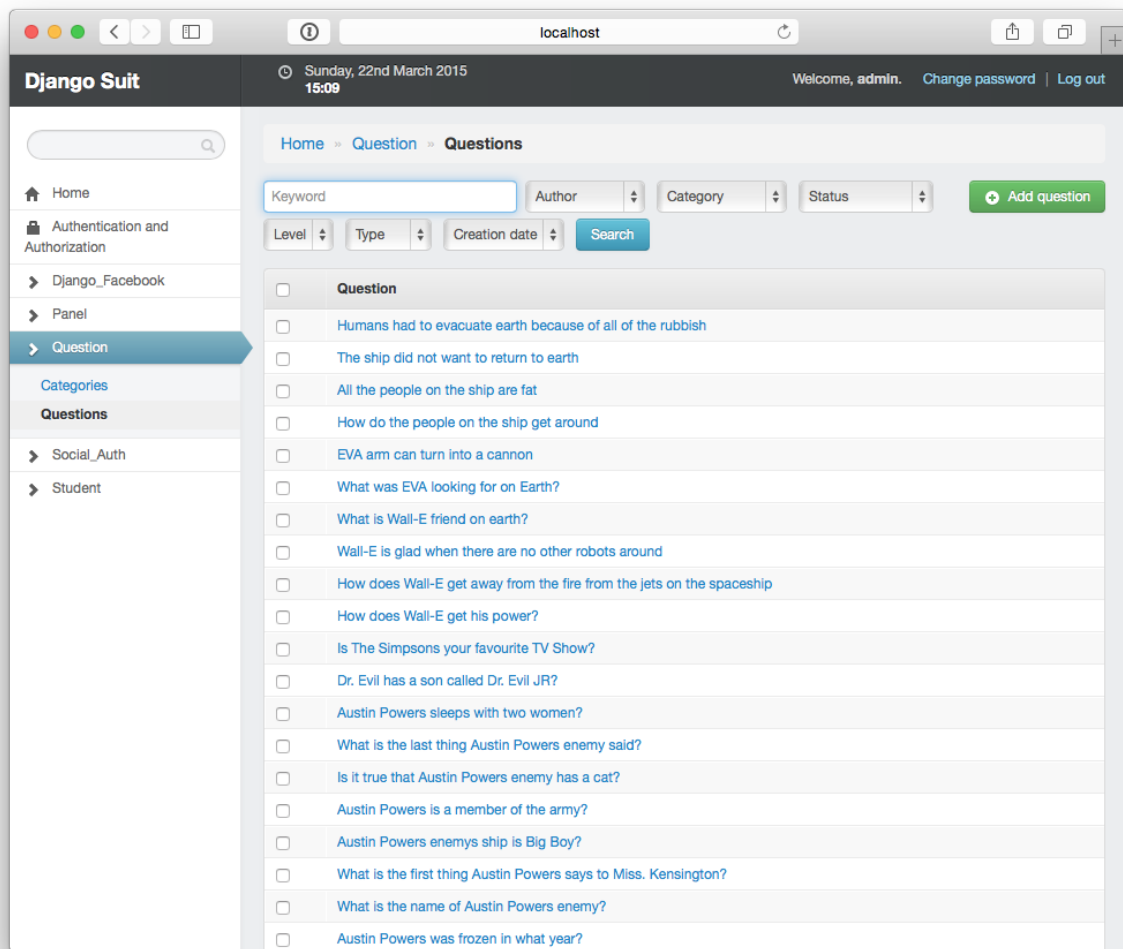 localhost
Django Suit
Sunday, 22nd March 2015
15:09
Welcome, admin. Change password | Log out
Home
Authentication and
Authorization
Django_Facebook
Panel
Question
Categories
Questions
Social_Auth
Student
Home » Question » Questions
Keyword Author Category Status Add question
Level Type Creation date Search
Question
Humans had to evacuate earth because of all of the rubbish
The ship did not want to return to earth
All the people on the ship are fat
How do the people on the ship get around
EVA arm can turn into a cannon
What was EVA looking for on Earth?
What is Wall-E friend on earth?
Wall-E is glad when there are no other robots around
How does Wall-E get away from the fire from the jets on the spaceship
How does Wall-E get his power?
Is The Simpsons your favourite TV Show?
Dr. Evil has a son called Dr. Evil JR?
Austin Powers sleeps with two women?
What is the last thing Austin Powers enemy said?
Is it true that Austin Powers enemy has a cat?
Austin Powers is a member of the army?
Austin Powers enemys ship is Big Boy?
What is the first thing Austin Powers says to Miss. Kensington?
What is the name of Austin Powers enemy?
Austin Powers was frozen in what year?